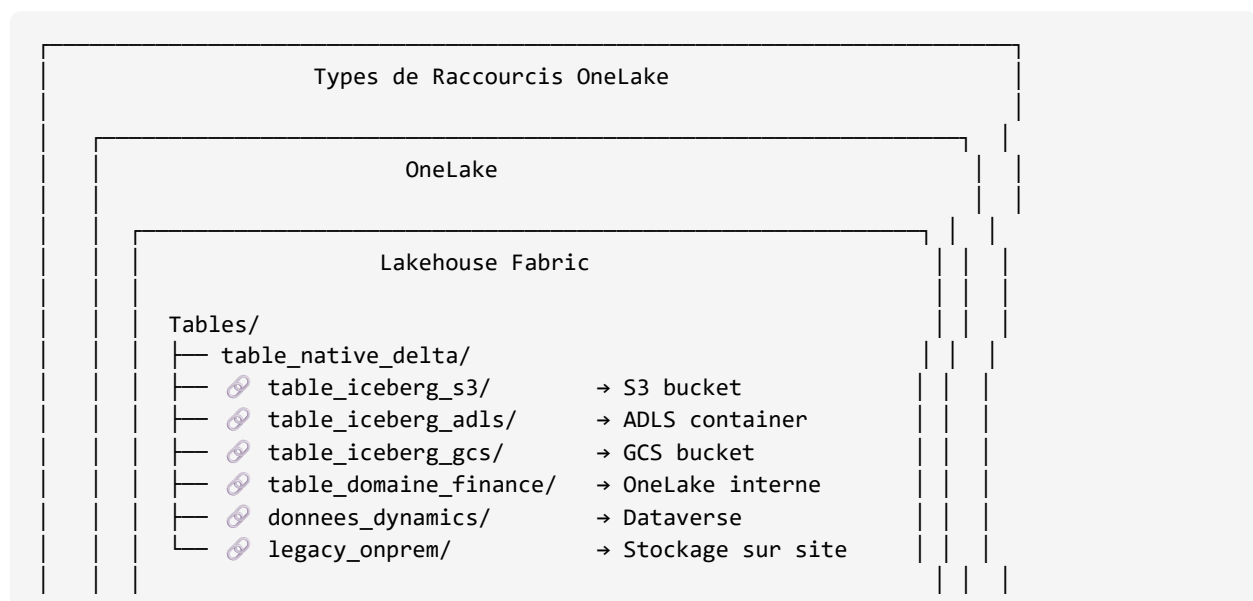 Types de Raccourcis OneLake
OneLake
Lakehouse Fabric
Tables/
├── table_native_delta/
├── 🔗 table_iceberg_s3/ → S3 bucket
├── 🔗 table_iceberg_adls/ → ADLS container
├── 🔗 table_iceberg_gcs/ → GCS bucket
├── 🔗 table_domaine_finance/ → OneLake interne
├── 🔗 donnees_dynamics/ → Dataverse
└── 🔗 legacy_onprem/ → Stockage sur site